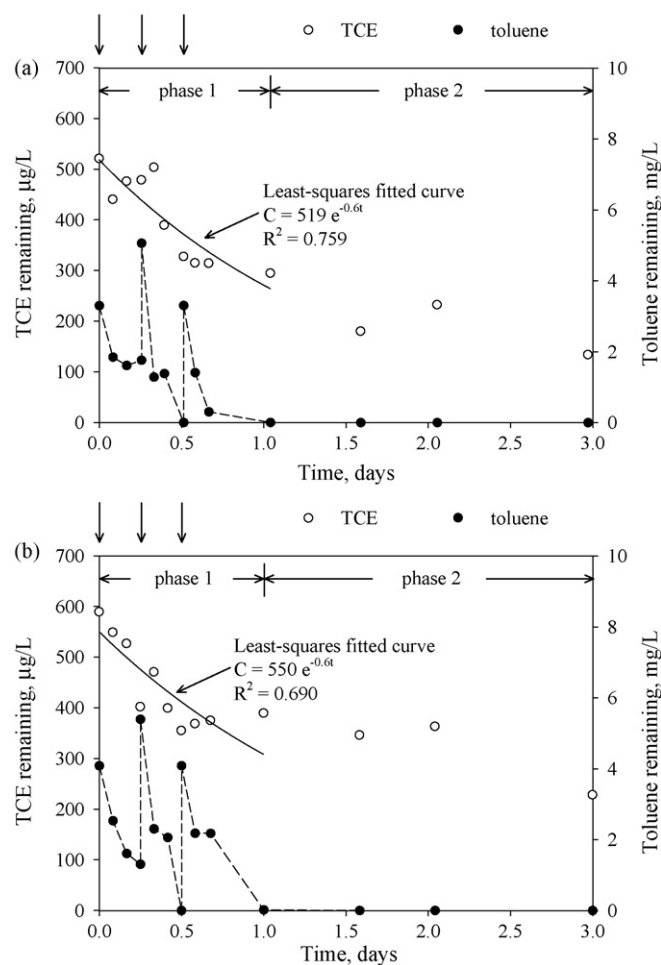 TCE toluene
(a)
700 10
phase 1 phase 2
600
8
500
Least-squares fitted curve
C = 519 e^-0.6t
R² = 0.759
400
6
300
4
200
2
100
0 0
0.0 0.5 1.0 1.5 2.0 2.5 3.0
TCE remaining, µg/L
Toluene remaining, mg/L
Time, days
TCE toluene
(b)
700 10
phase 1 phase 2
600
8
500
Least-squares fitted curve
C = 550 e^-0.6t
R² = 0.690
400
6
300
4
200
2
100
0 0
0.0 0.5 1.0 1.5 2.0 2.5 3.0
TCE remaining, µg/L
Toluene remaining, mg/L
Time, days